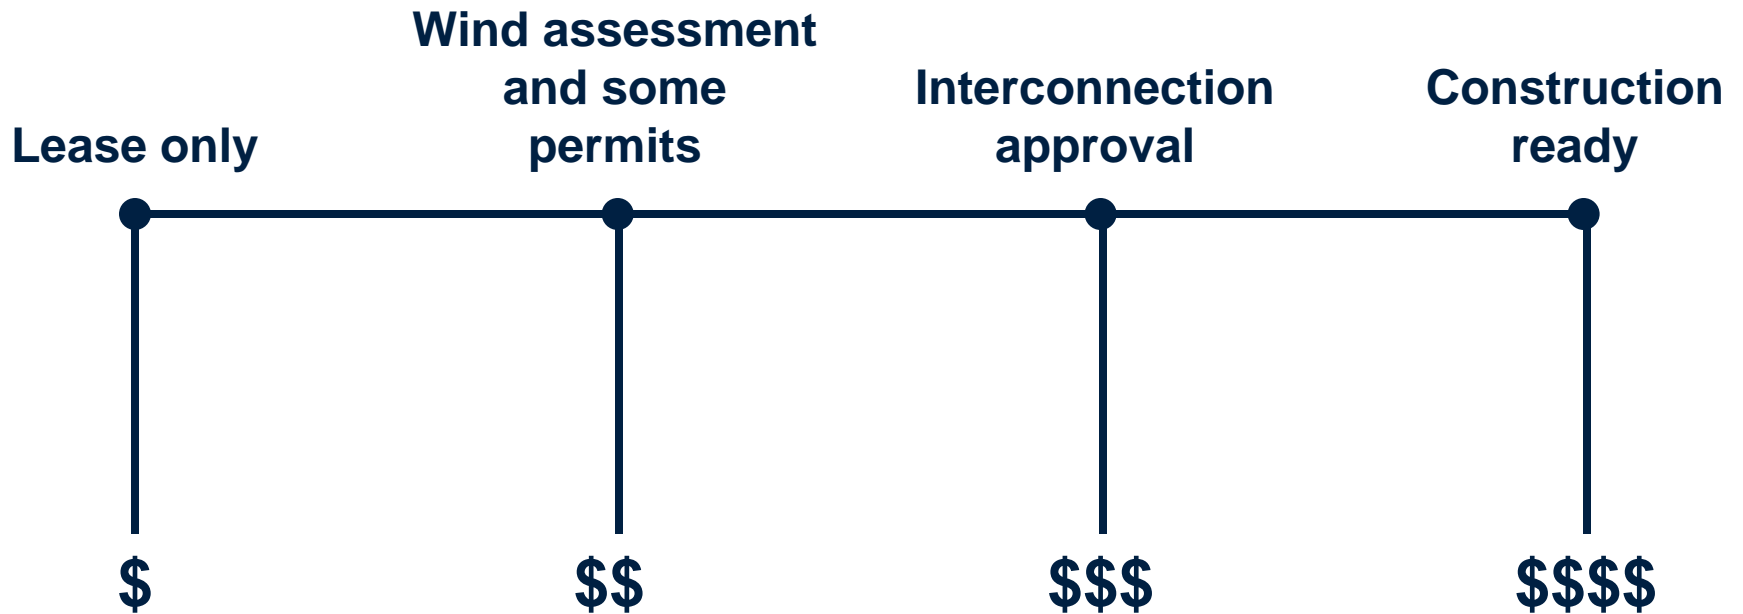 Lease only
Wind assessment
and some
permits
Interconnection
approval
Construction
ready
$
$$
$$$
$$$$